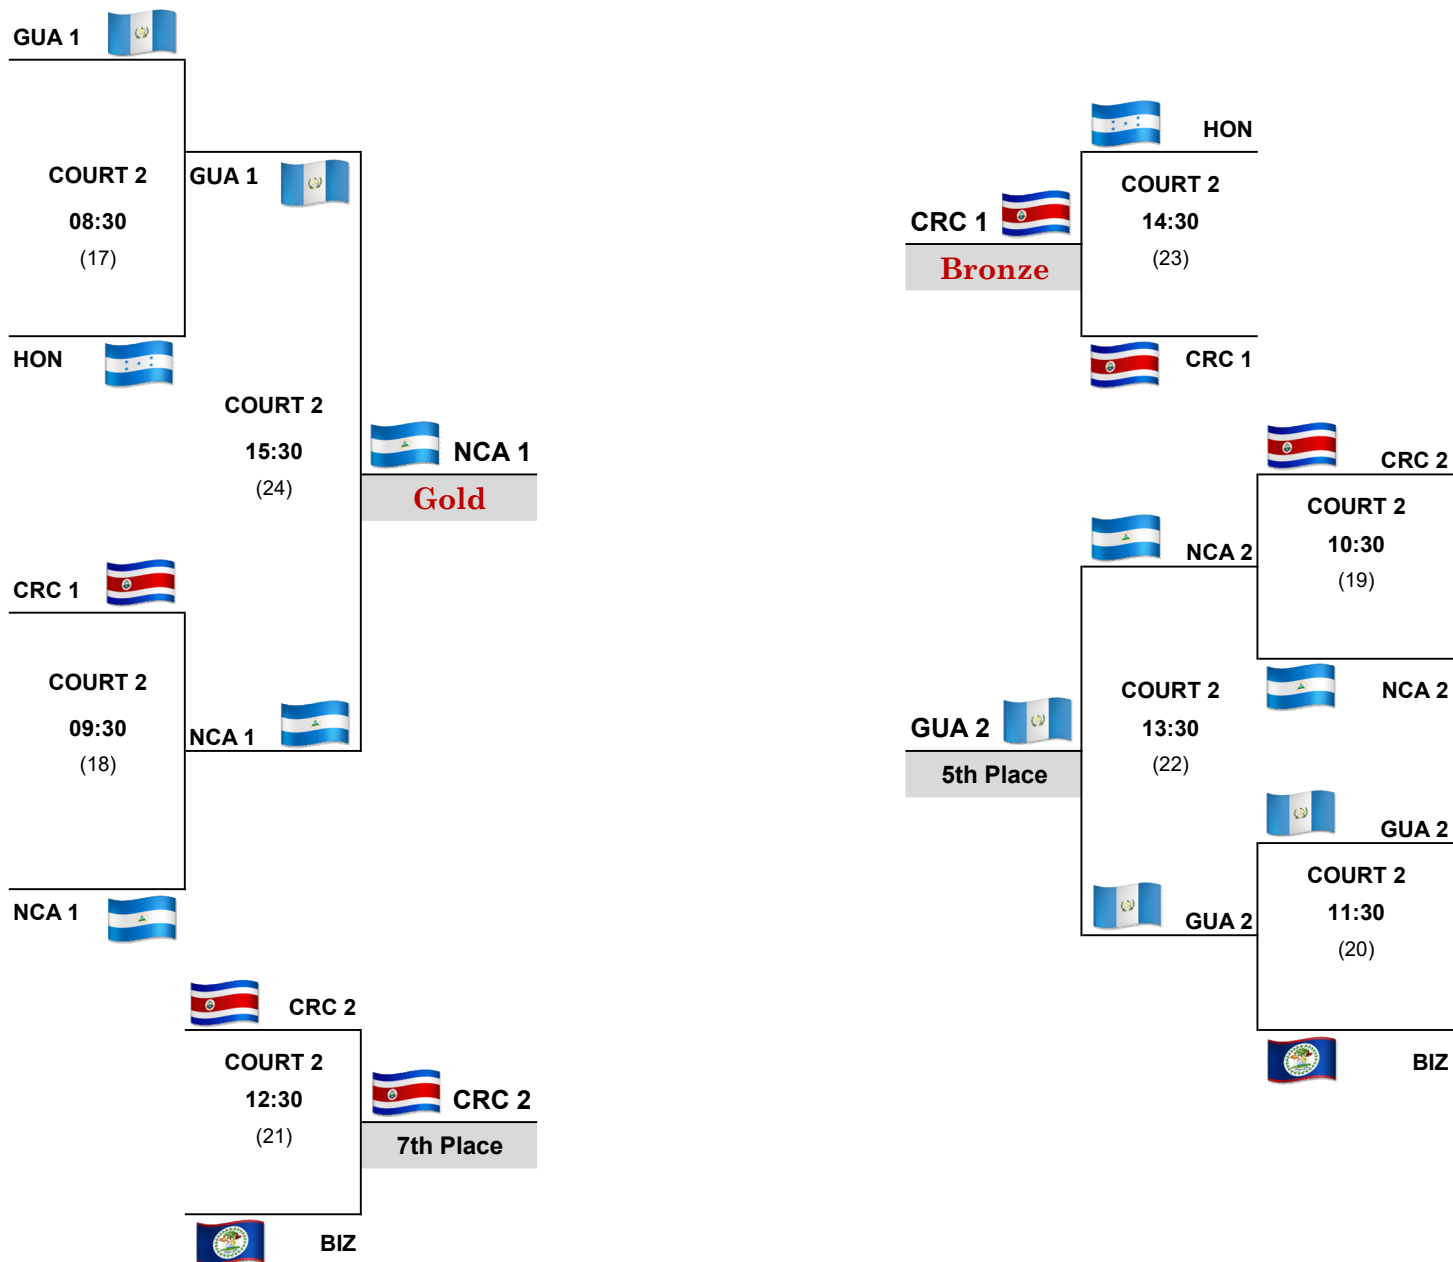 GUA 1
COURT 2
08:30
(17)
HON
GUA 1
COURT 2
15:30
(24)
NCA 1
Gold
CRC 1
COURT 2
09:30
(18)
NCA 1
NCA 1
CRC 2
COURT 2
12:30
(21)
BIZ
CRC 2
7th Place
HON
COURT 2
14:30
(23)
CRC 1
CRC 1
Bronze
CRC 2
COURT 2
10:30
(19)
NCA 2
NCA 2
COURT 2
13:30
(22)
GUA 2
5th Place
GUA 2
COURT 2
11:30
(20)
GUA 2
BIZ